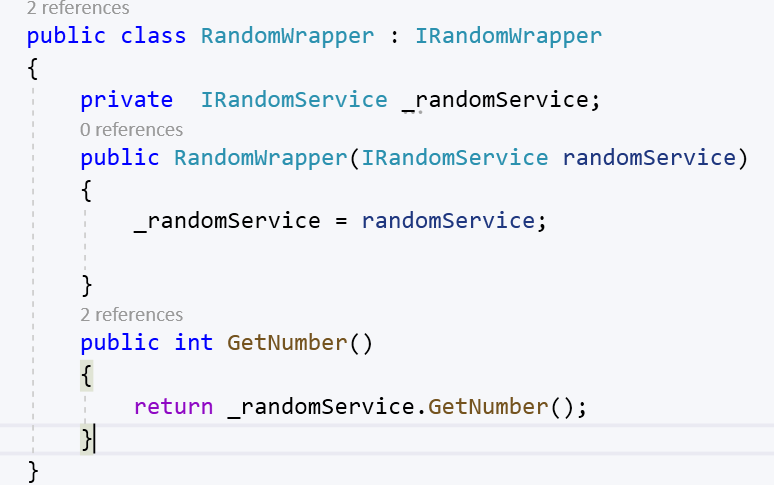 2 references
public class RandomWrapper : IRandomWrapper
{
private  IRandomService _randomService;
0 references
public RandomWrapper(IRandomService randomService)
{
_randomService = randomService;
}
2 references
public int GetNumber()
{
return _randomService.GetNumber();
}
}